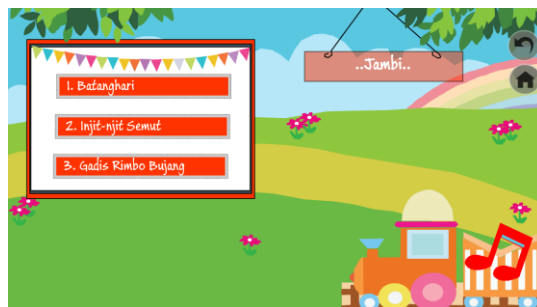 1. Batanghari
2. Injit-njit Semut
3. Gadis Rimbo Bujang
..Jambi..